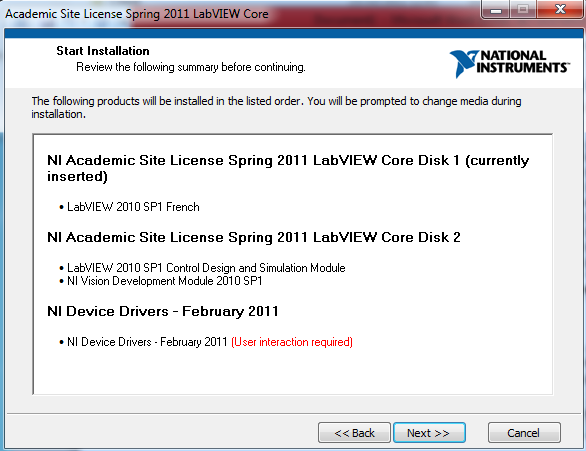 Academic Site License Spring 2011 LabVIEW Core
Start Installation
Review the following summary before continuing.
NATIONAL
INSTRUMENTS™
The following products will be installed in the listed order. You will be prompted to change media during
installation.
NI Academic Site License Spring 2011 LabVIEW Core Disk 1 (currently
inserted)
• LabVIEW 2010 SP1 French
NI Academic Site License Spring 2011 LabVIEW Core Disk 2
• LabVIEW 2010 SP1 Control Design and Simulation Module
• NI Vision Development Module 2010 SP1
NI Device Drivers - February 2011
• NI Device Drivers - February 2011 (User interaction required)
<< Back
Next >>
Cancel